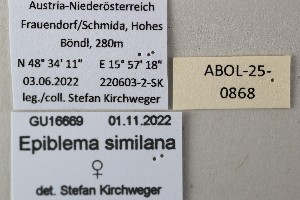 Austria-Niederösterreich
Frauendorf/Schmida, Hohes
Böndl, 280m
N 48° 34' 11" E 15° 57' 18"
03.06.2022 220603-2-SK
leg./coll. Stefan Kirchweger
ABOL-25-
0868
GU16669 01.11.2022
Epiblema similana
♀
det. Stefan Kirchweger